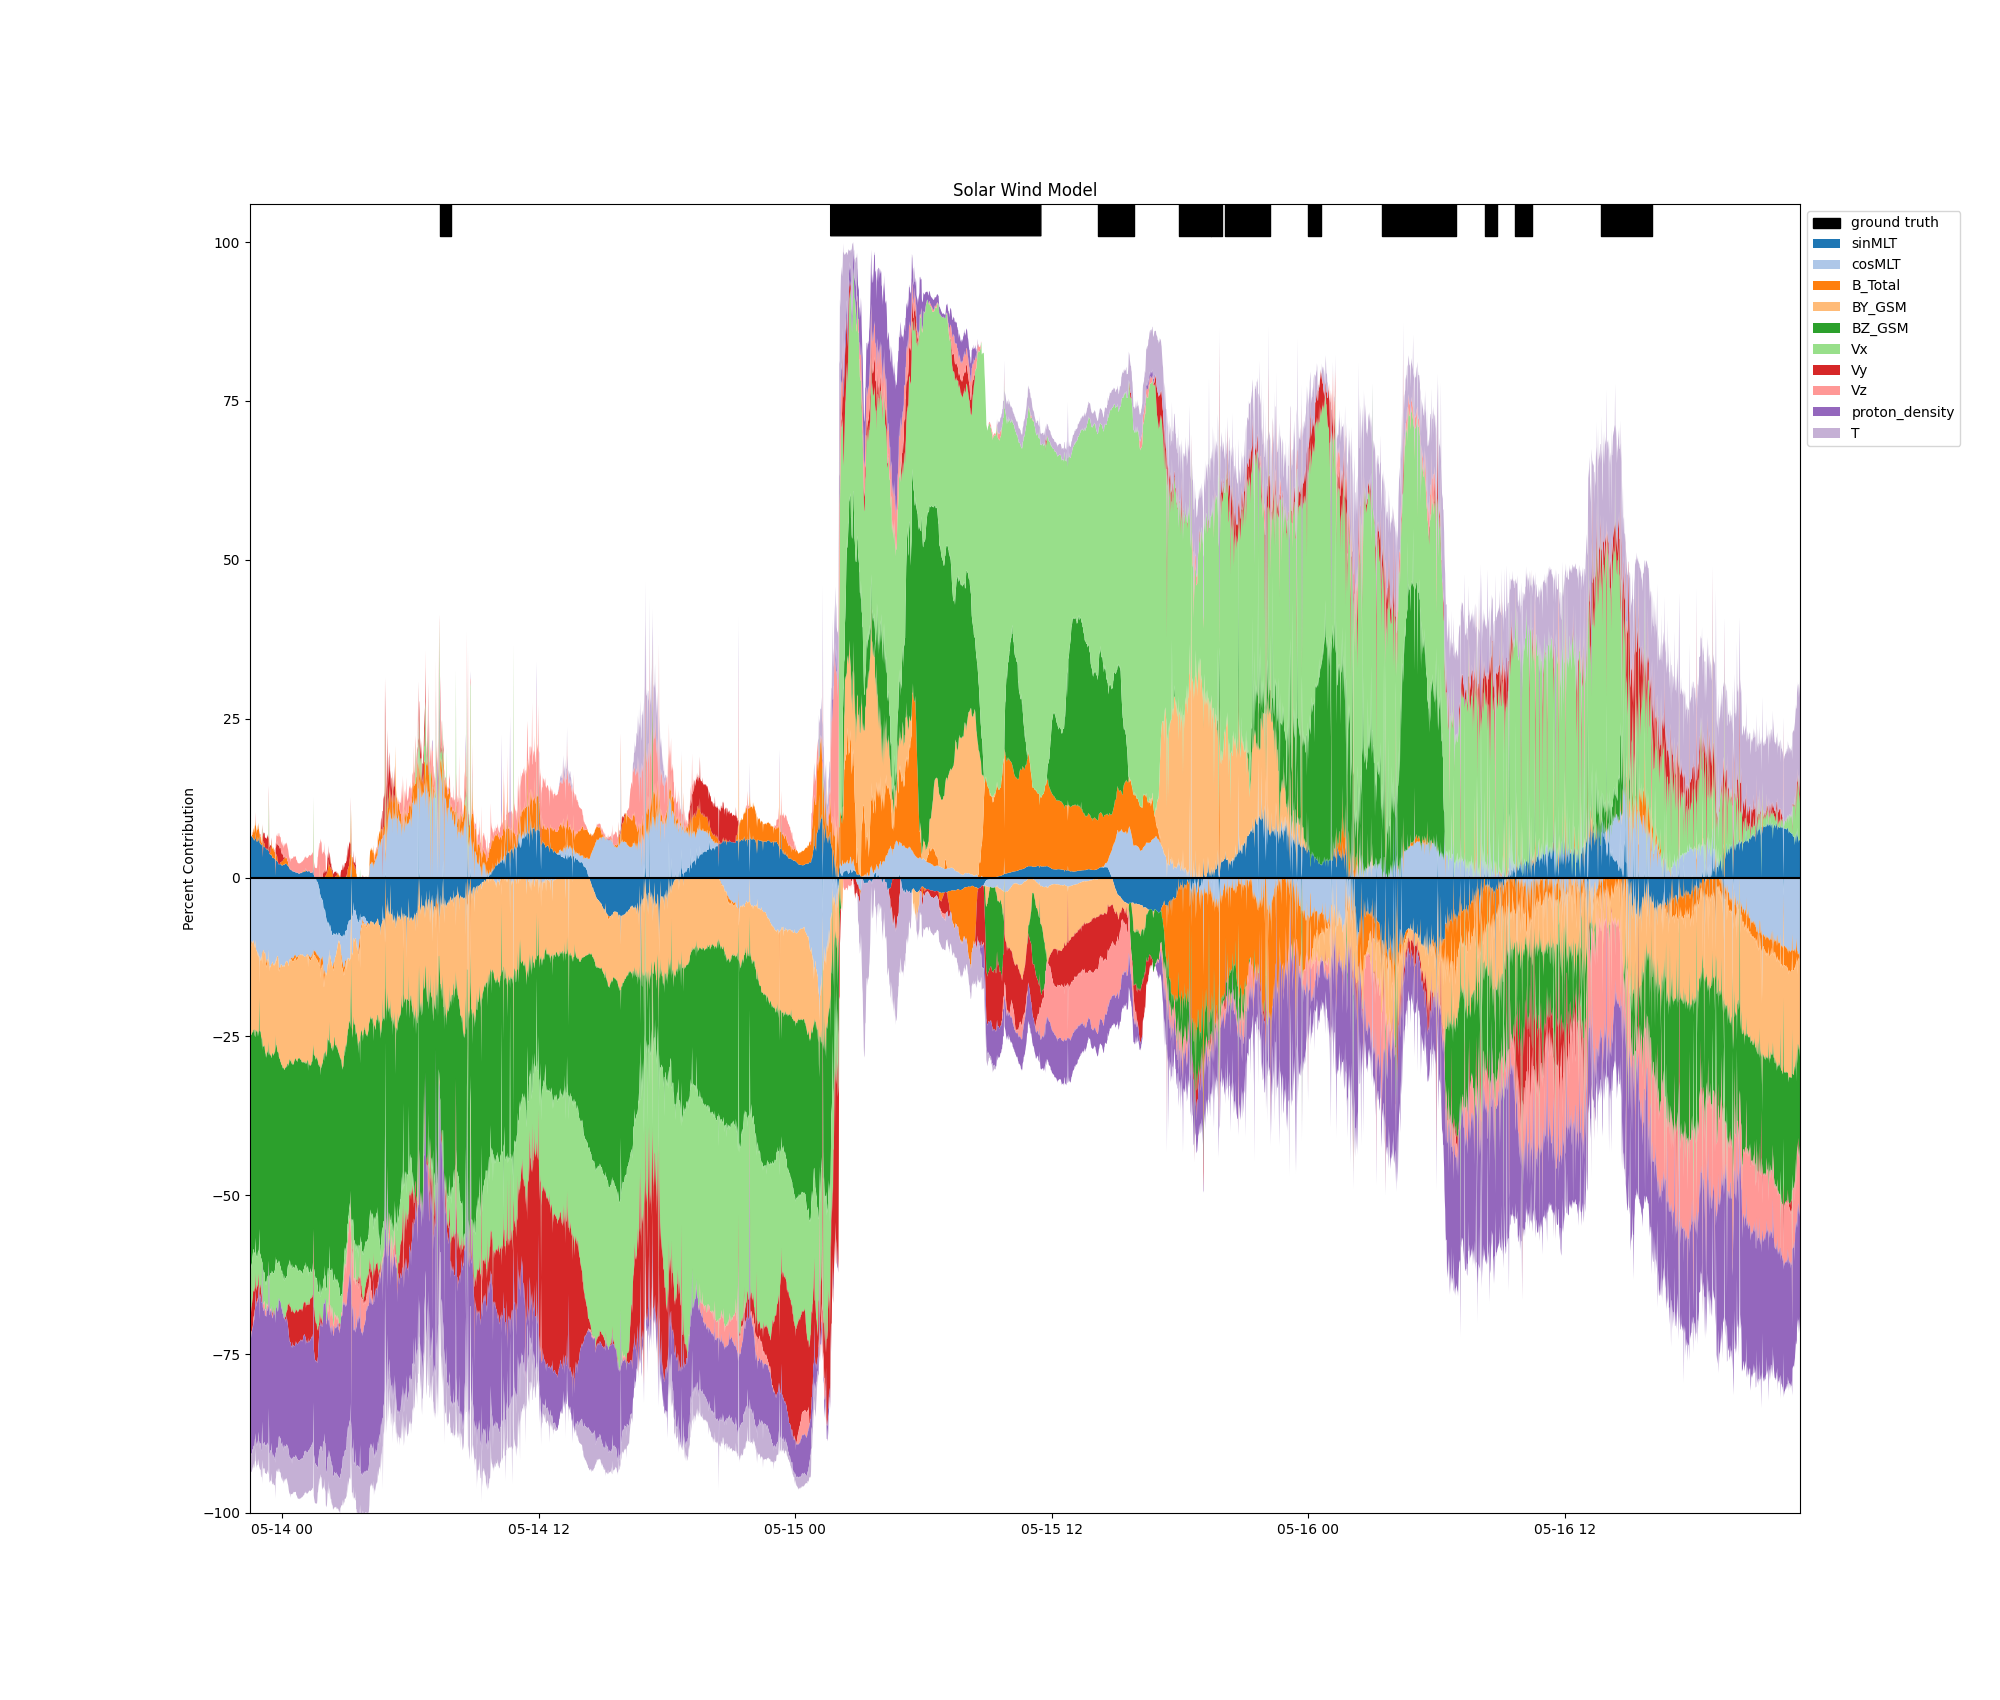 Solar Wind Model
ground truth
sinMLT
cosMLT
B_Total
BY_GSM
BZ_GSM
Vx
Vy
Vz
proton_density
T
Percent Contribution
100
75
50
25
0
−25
−50
−75
−100
05-14 00
05-14 12
05-15 00
05-15 12
05-16 00
05-16 12